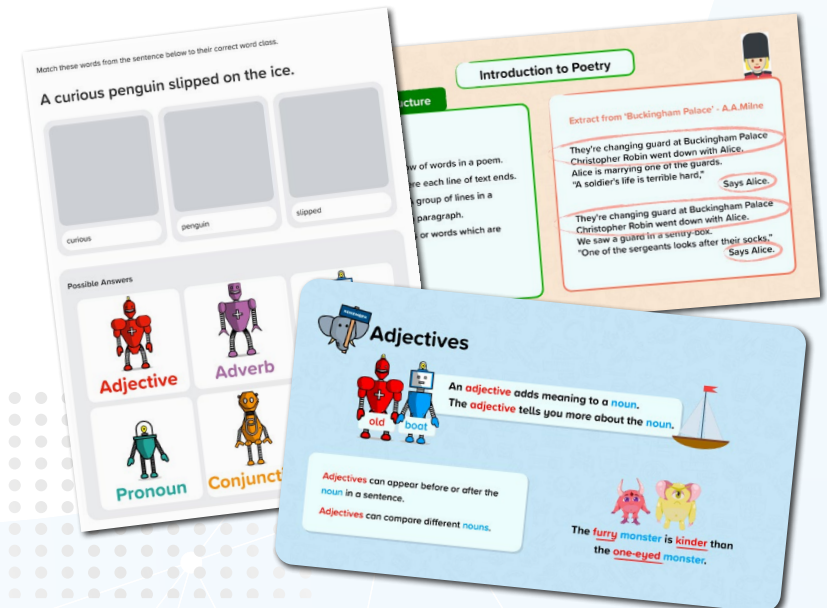 Match these words from the sentence below to their correct word class.
A curious penguin slipped on the ice.
curious
penguin
slipped
Possible Answers
Adjective
Adverb
Pronoun
Conjunct
Introduction to Poetry
ucture
ow of words in a poem.
ere each line of text ends.
group of lines in a
paragraph.
or words which are
Extract from 'Buckingham Palace' - A.A.Milne
They're changing guard at Buckingham Palace
Christopher Robin went down with Alice.
Alice is marrying one of the guards.
"A soldier's life is terrible hard,"
Says Alice.
They're changing guard at Buckingham Palace
Christopher Robin went down with Alice.
We saw a guard in a sentry-box.
"One of the sergeants looks after their socks,"
Says Alice.
Adjectives
old
boat
An adjective adds meaning to a noun.
The adjective tells you more about the noun.
Adjectives can appear before or after the
noun in a sentence.
Adjectives can compare different nouns.
The furry monster is kinder than
the one-eyed monster.